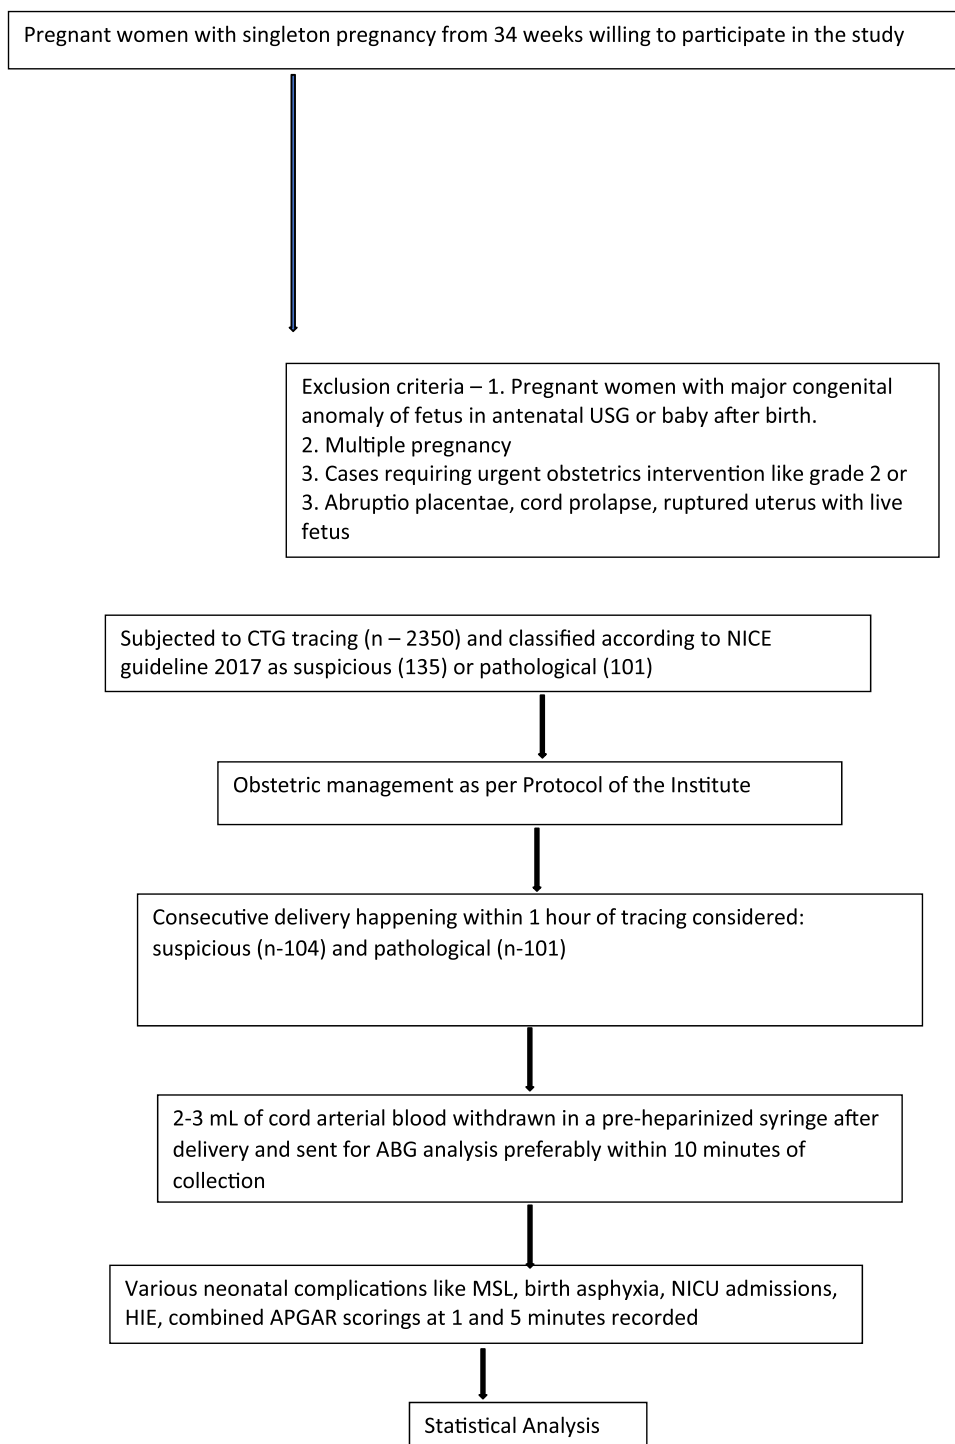 Pregnant women with singleton pregnancy from 34 weeks willing to participate in the study
Exclusion criteria – 1. Pregnant women with major congenital
anomaly of fetus in antenatal USG or baby after birth.
2. Multiple pregnancy
3. Cases requiring urgent obstetrics intervention like grade 2 or
3. Abruptio placentae, cord prolapse, ruptured uterus with live
fetus
Subjected to CTG tracing (n – 2350) and classified according to NICE
guideline 2017 as suspicious (135) or pathological (101)
Obstetric management as per Protocol of the Institute
Consecutive delivery happening within 1 hour of tracing considered:
suspicious (n-104) and pathological (n-101)
2-3 mL of cord arterial blood withdrawn in a pre-heparinized syringe after
delivery and sent for ABG analysis preferably within 10 minutes of
collection
Various neonatal complications like MSL, birth asphyxia, NICU admissions,
HIE, combined APGAR scorings at 1 and 5 minutes recorded
Statistical Analysis